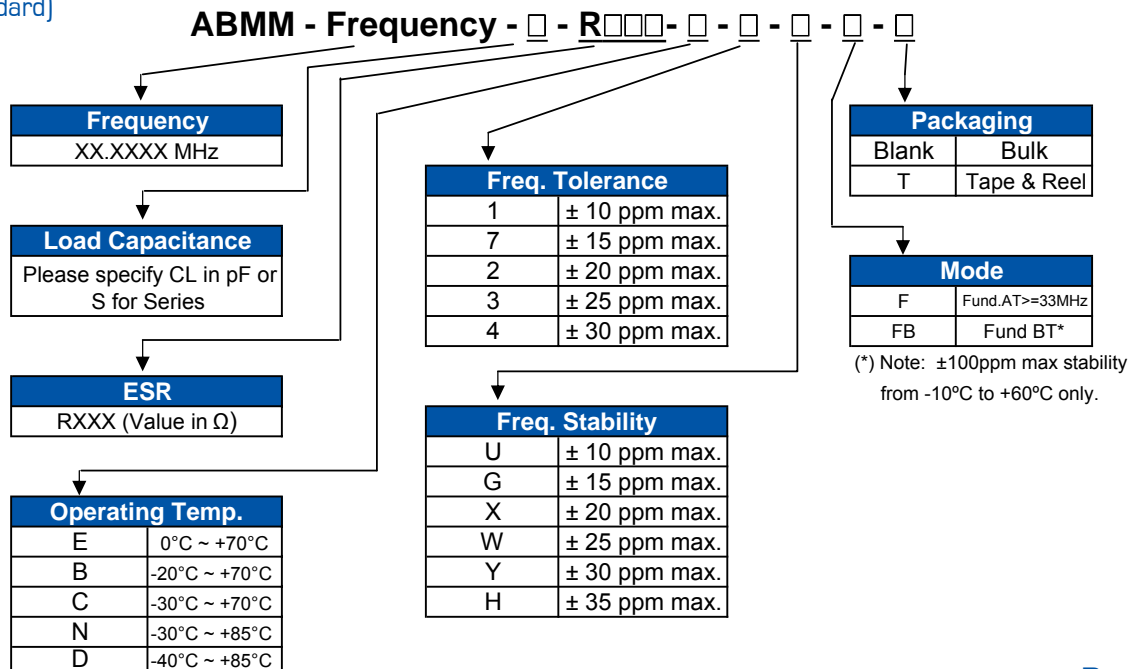 dard)
ABMM - Frequency - □ - R□□□- □ - □ - □ - □ - □
Frequency
XX.XXXX MHz
Load Capacitance
Please specify CL in pF or
S for Series
ESR
RXXX (Value in Ω)
Operating Temp.
E 0°C ~ +70°C
B -20°C ~ +70°C
C -30°C ~ +70°C
N -30°C ~ +85°C
D -40°C ~ +85°C
Freq. Tolerance
1 ± 10 ppm max.
7 ± 15 ppm max.
2 ± 20 ppm max.
3 ± 25 ppm max.
4 ± 30 ppm max.
Freq. Stability
U ± 10 ppm max.
G ± 15 ppm max.
X ± 20 ppm max.
W ± 25 ppm max.
Y ± 30 ppm max.
H ± 35 ppm max.
Packaging
Blank Bulk
T Tape & Reel
Mode
F Fund.AT>=33MHz
FB Fund BT*
(*) Note: ±100ppm max stability
from -10ºC to +60°C only.